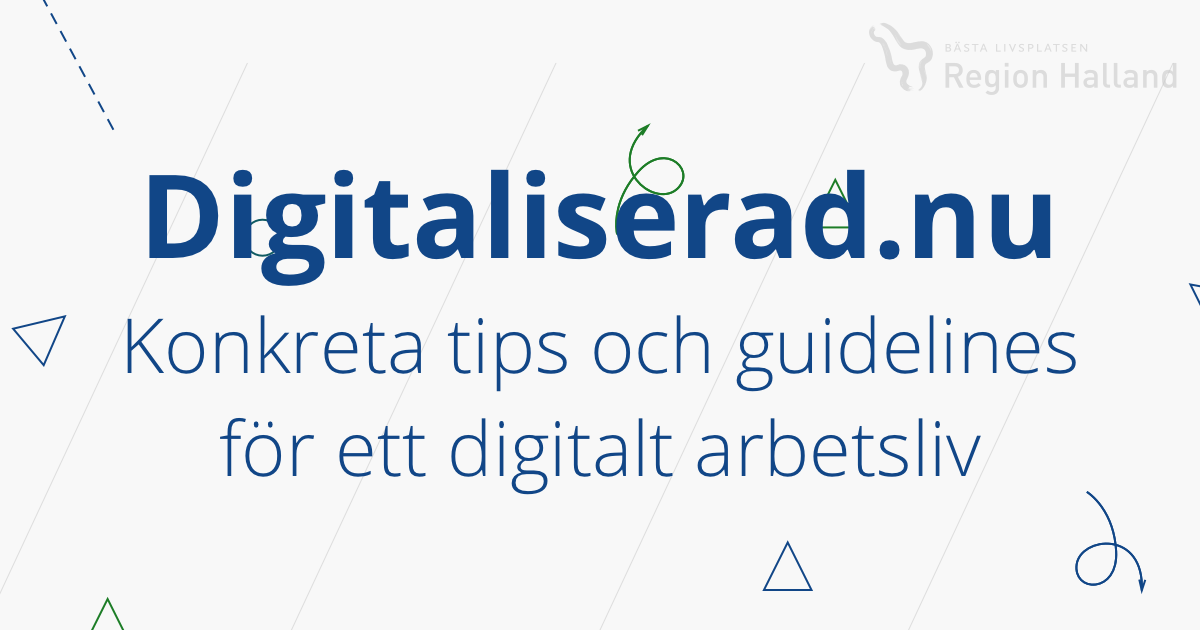 BÄSTA LIVSPLATSEN
Region Halland
Digitaliserad.nu
Konkreta tips och guidelines
för ett digitalt arbetsliv